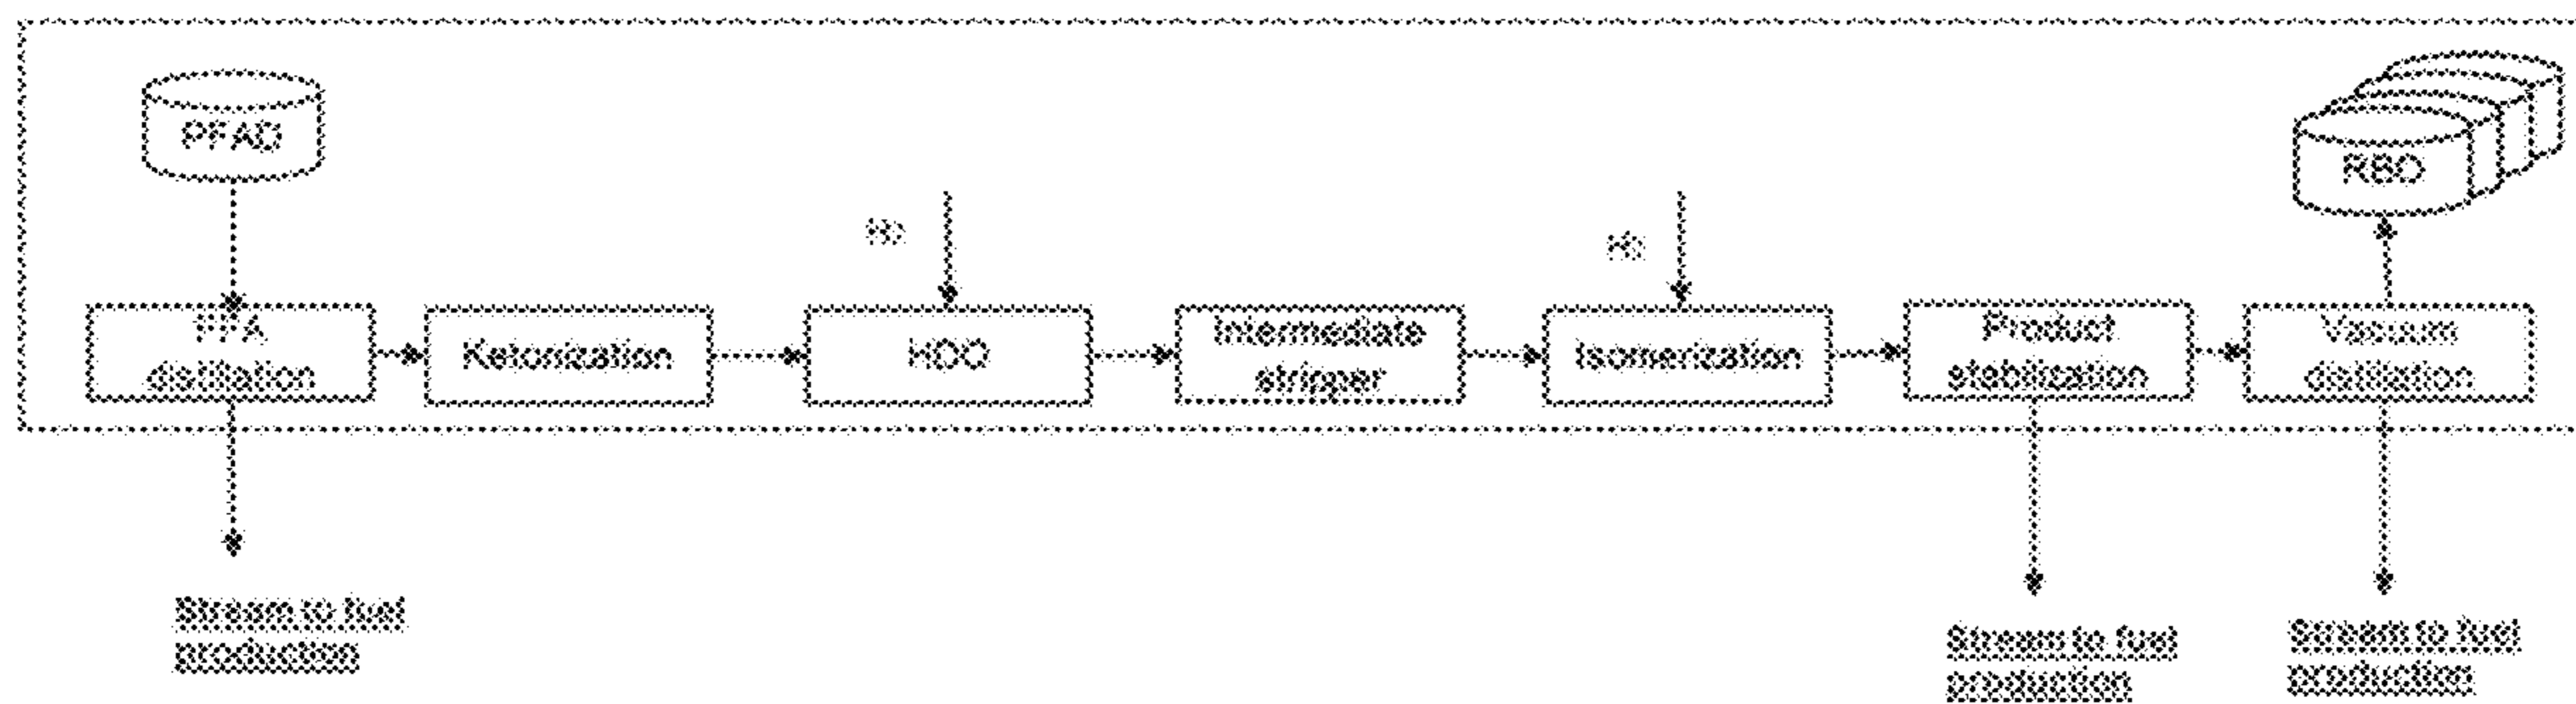 PFAD
RBO
H2
H2
FFA
distillation
Ketonization
HDO
Intermediate
stripper
Isomerization
Product
stabilization
Vacuum
distillation
Stream to fuel
production
Stream to fuel
production
Stream to fuel
production